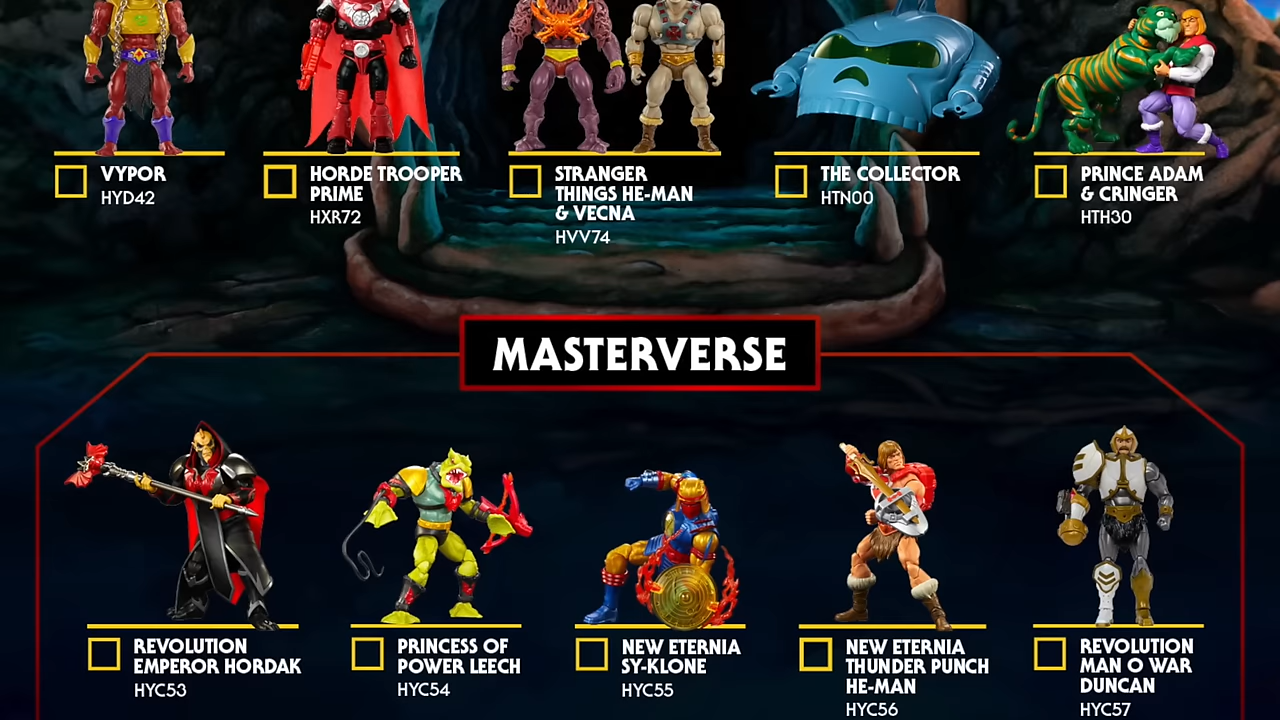 VYPOR
HYD42
HORDE TROOPER
PRIME
HXR72
STRANGER
THINGS HE-MAN
& VECNA
HVV74
THE COLLECTOR
HTN00
PRINCE ADAM
& CRINGER
HTH30
MASTERVERSE
REVOLUTION
EMPEROR HORDAK
HYC53
PRINCESS OF
POWER LEECH
HYC54
NEW ETERNIA
SY-KLONE
HYC55
NEW ETERNIA
THUNDER PUNCH
HE-MAN
HYC56
REVOLUTION
MAN O WAR
DUNCAN
HYC57